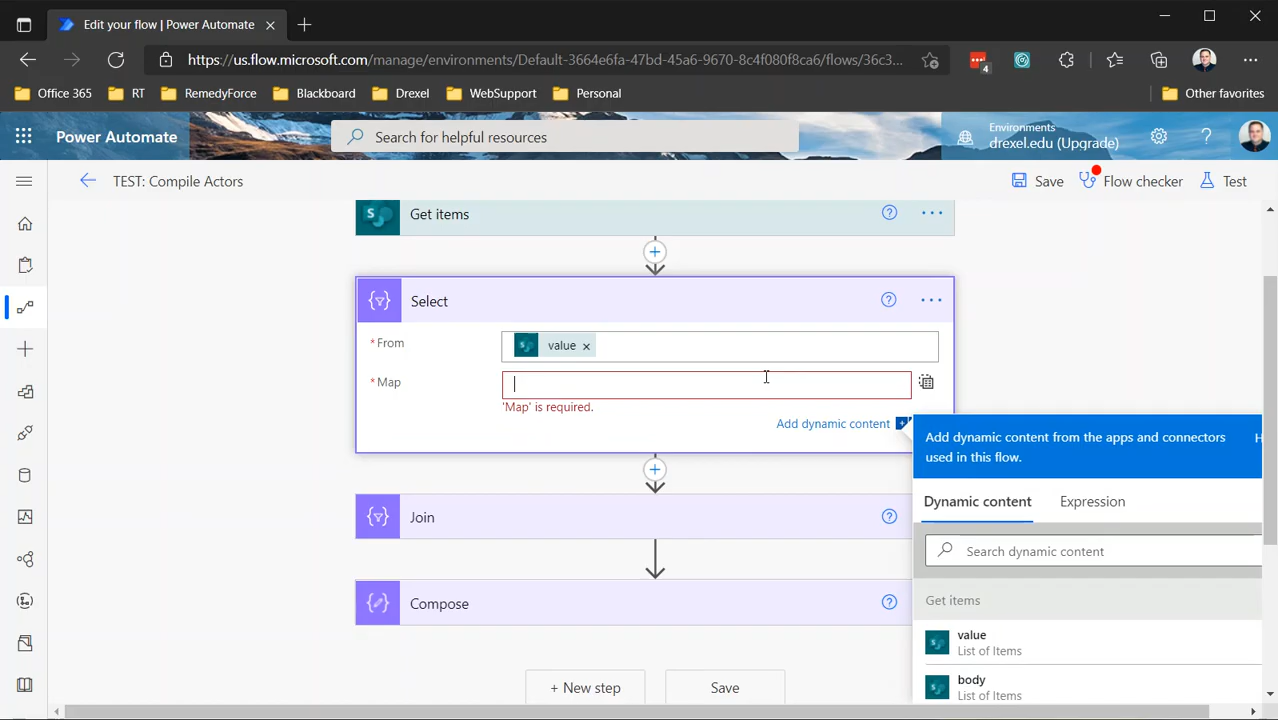 Edit your flow | Power Automate
https://us.flow.microsoft.com/manage/environments/Default-3664e6fa-47bd-45a6-9670-8c4f080f8ca6/flows/36c3...
4
Office 365
RT
RemedyForce
Blackboard
Drexel
WebSupport
Personal
Other favorites
Power Automate
Search for helpful resources
Environments
drexel.edu (Upgrade)
TEST: Compile Actors
Save
Flow checker
Test
Get items
Select
* From
value
* Map
'Map' is required.
Add dynamic content
Add dynamic content from the apps and connectors
used in this flow.
H
Dynamic content
Expression
Search dynamic content
Get items
value
List of Items
body
List of Items
Join
Compose
+ New step
Save